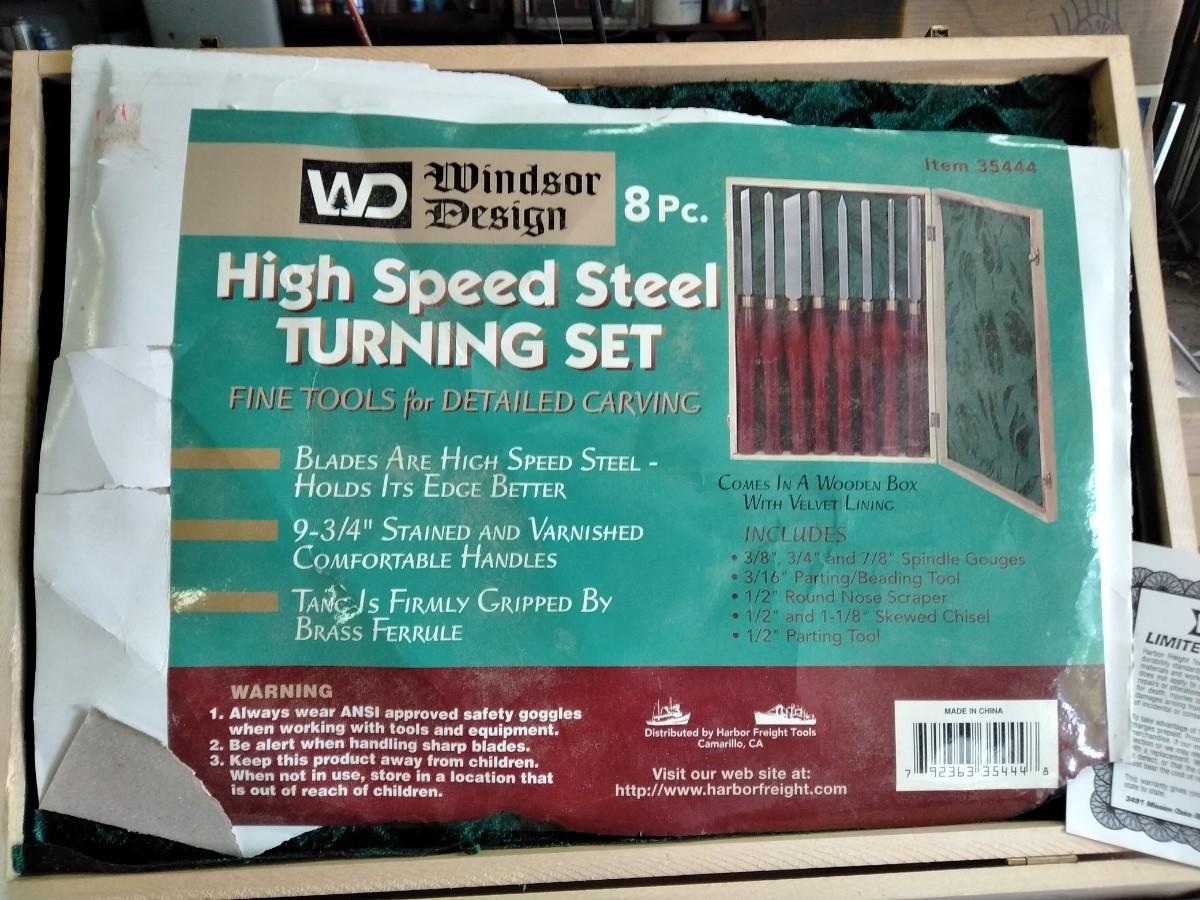 WD Windsor
Design
8 Pc.
Item 35444
High Speed Steel
TURNING SET
FINE TOOLS for DETAILED CARVING
BLADES ARE HIGH SPEED STEEL -
HOLDS ITS EDGE BETTER
9-3/4" STAINED AND VARNISHED
COMFORTABLE HANDLES
TANG IS FIRMLY GRIPPED BY
BRASS FERRULE
COMES IN A WOODEN BOX
WITH VELVET LINING
INCLUDES
• 3/8", 3/4" and 7/8" Spindle Gouges
• 3/16" Parting/Beading Tool
• 1/2" Round Nose Scraper
• 1/2" and 1-1/8" Skewed Chisel
• 1/2" Parting Tool
WARNING
1. Always wear ANSI approved safety goggles
when working with tools and equipment.
2. Be alert when handling sharp blades.
3. Keep this product away from children.
When not in use, store in a location that
is out of reach of children.
Distributed by Harbor Freight Tools
Camarillo, CA
Visit our web site at:
http://www.harborfreight.com
MADE IN CHINA
7 92363 35444 8
LIMITE
Harbor Freight